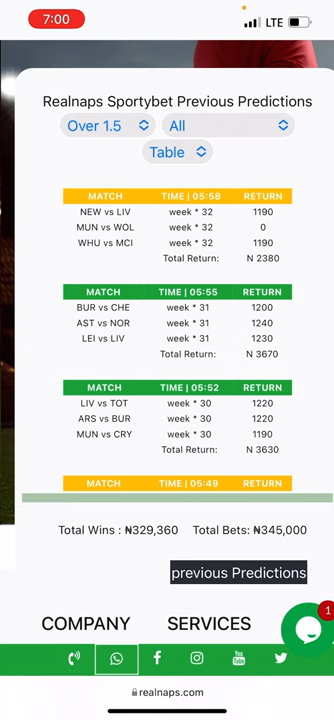 7:00
LTE
Realnaps Sportybet Previous Predictions
Over 1.5 All
Table
MATCH TIME | 05:58 RETURN
NEW vs LIV week * 32 1190
MUN vs WOL week * 32 0
WHU vs MCI week * 32 1190
Total Return: N 2380
MATCH TIME | 05:55 RETURN
BUR vs CHE week * 31 1200
AST vs NOR week * 31 1240
LEI vs LIV week * 31 1230
Total Return: N 3670
MATCH TIME | 05:52 RETURN
LIV vs TOT week * 30 1220
ARS vs BUR week * 30 1220
MUN vs CRY week * 30 1190
Total Return: N 3630
MATCH TIME | 05:49 RETURN
Total Wins : ₦329,360 Total Bets: ₦345,000
previous Predictions
COMPANY SERVICES
1
You Tube
realnaps.com